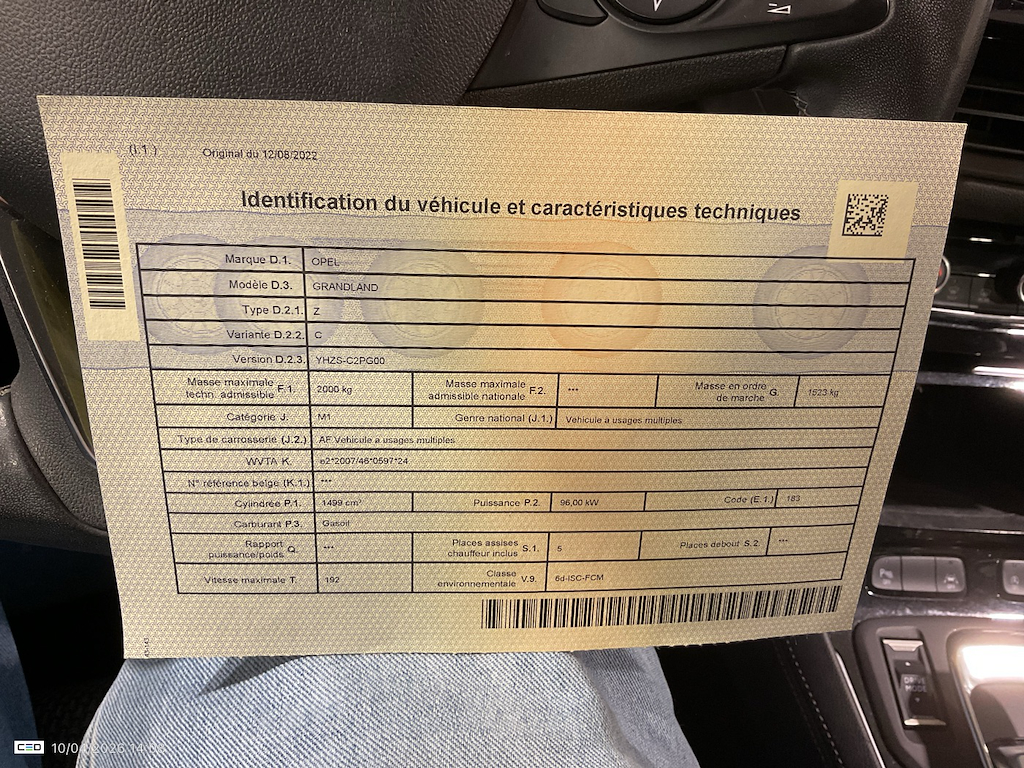 (I.1.) Original du 12/08/2022
Identification du véhicule et caractéristiques techniques
Marque D.1. OPEL
Modèle D.3. GRANDLAND
Type D.2.1. Z
Variante D.2.2. C
Version D.2.3. YHZS-C2PG00
Masse maximale techn. admissible F.1. 2000 kg Masse maximale admissible nationale F.2. *** Masse en ordre de marche G. 1523 kg
Catégorie J. M1 Genre national (J.1.) Vehicule a usages multiples
Type de carrosserie (J.2.) AF Vehicule a usages multiples
WVTA K. e2*2007/46*0597*24
N° référence belge (K.1.) ***
Cylindrée P.1. 1499 cm³ Puissance P.2. 96,00 kW Code (E.1.) 183
Carburant P.3. Gasoil
Rapport puissance/poids Q. *** Places assises chauffeur inclus S.1. 5 Places debout S.2. ***
Vitesse maximale T. 192 Classe environnementale V.9. 6d-ISC-FCM
DRIVE
MODE
CEO